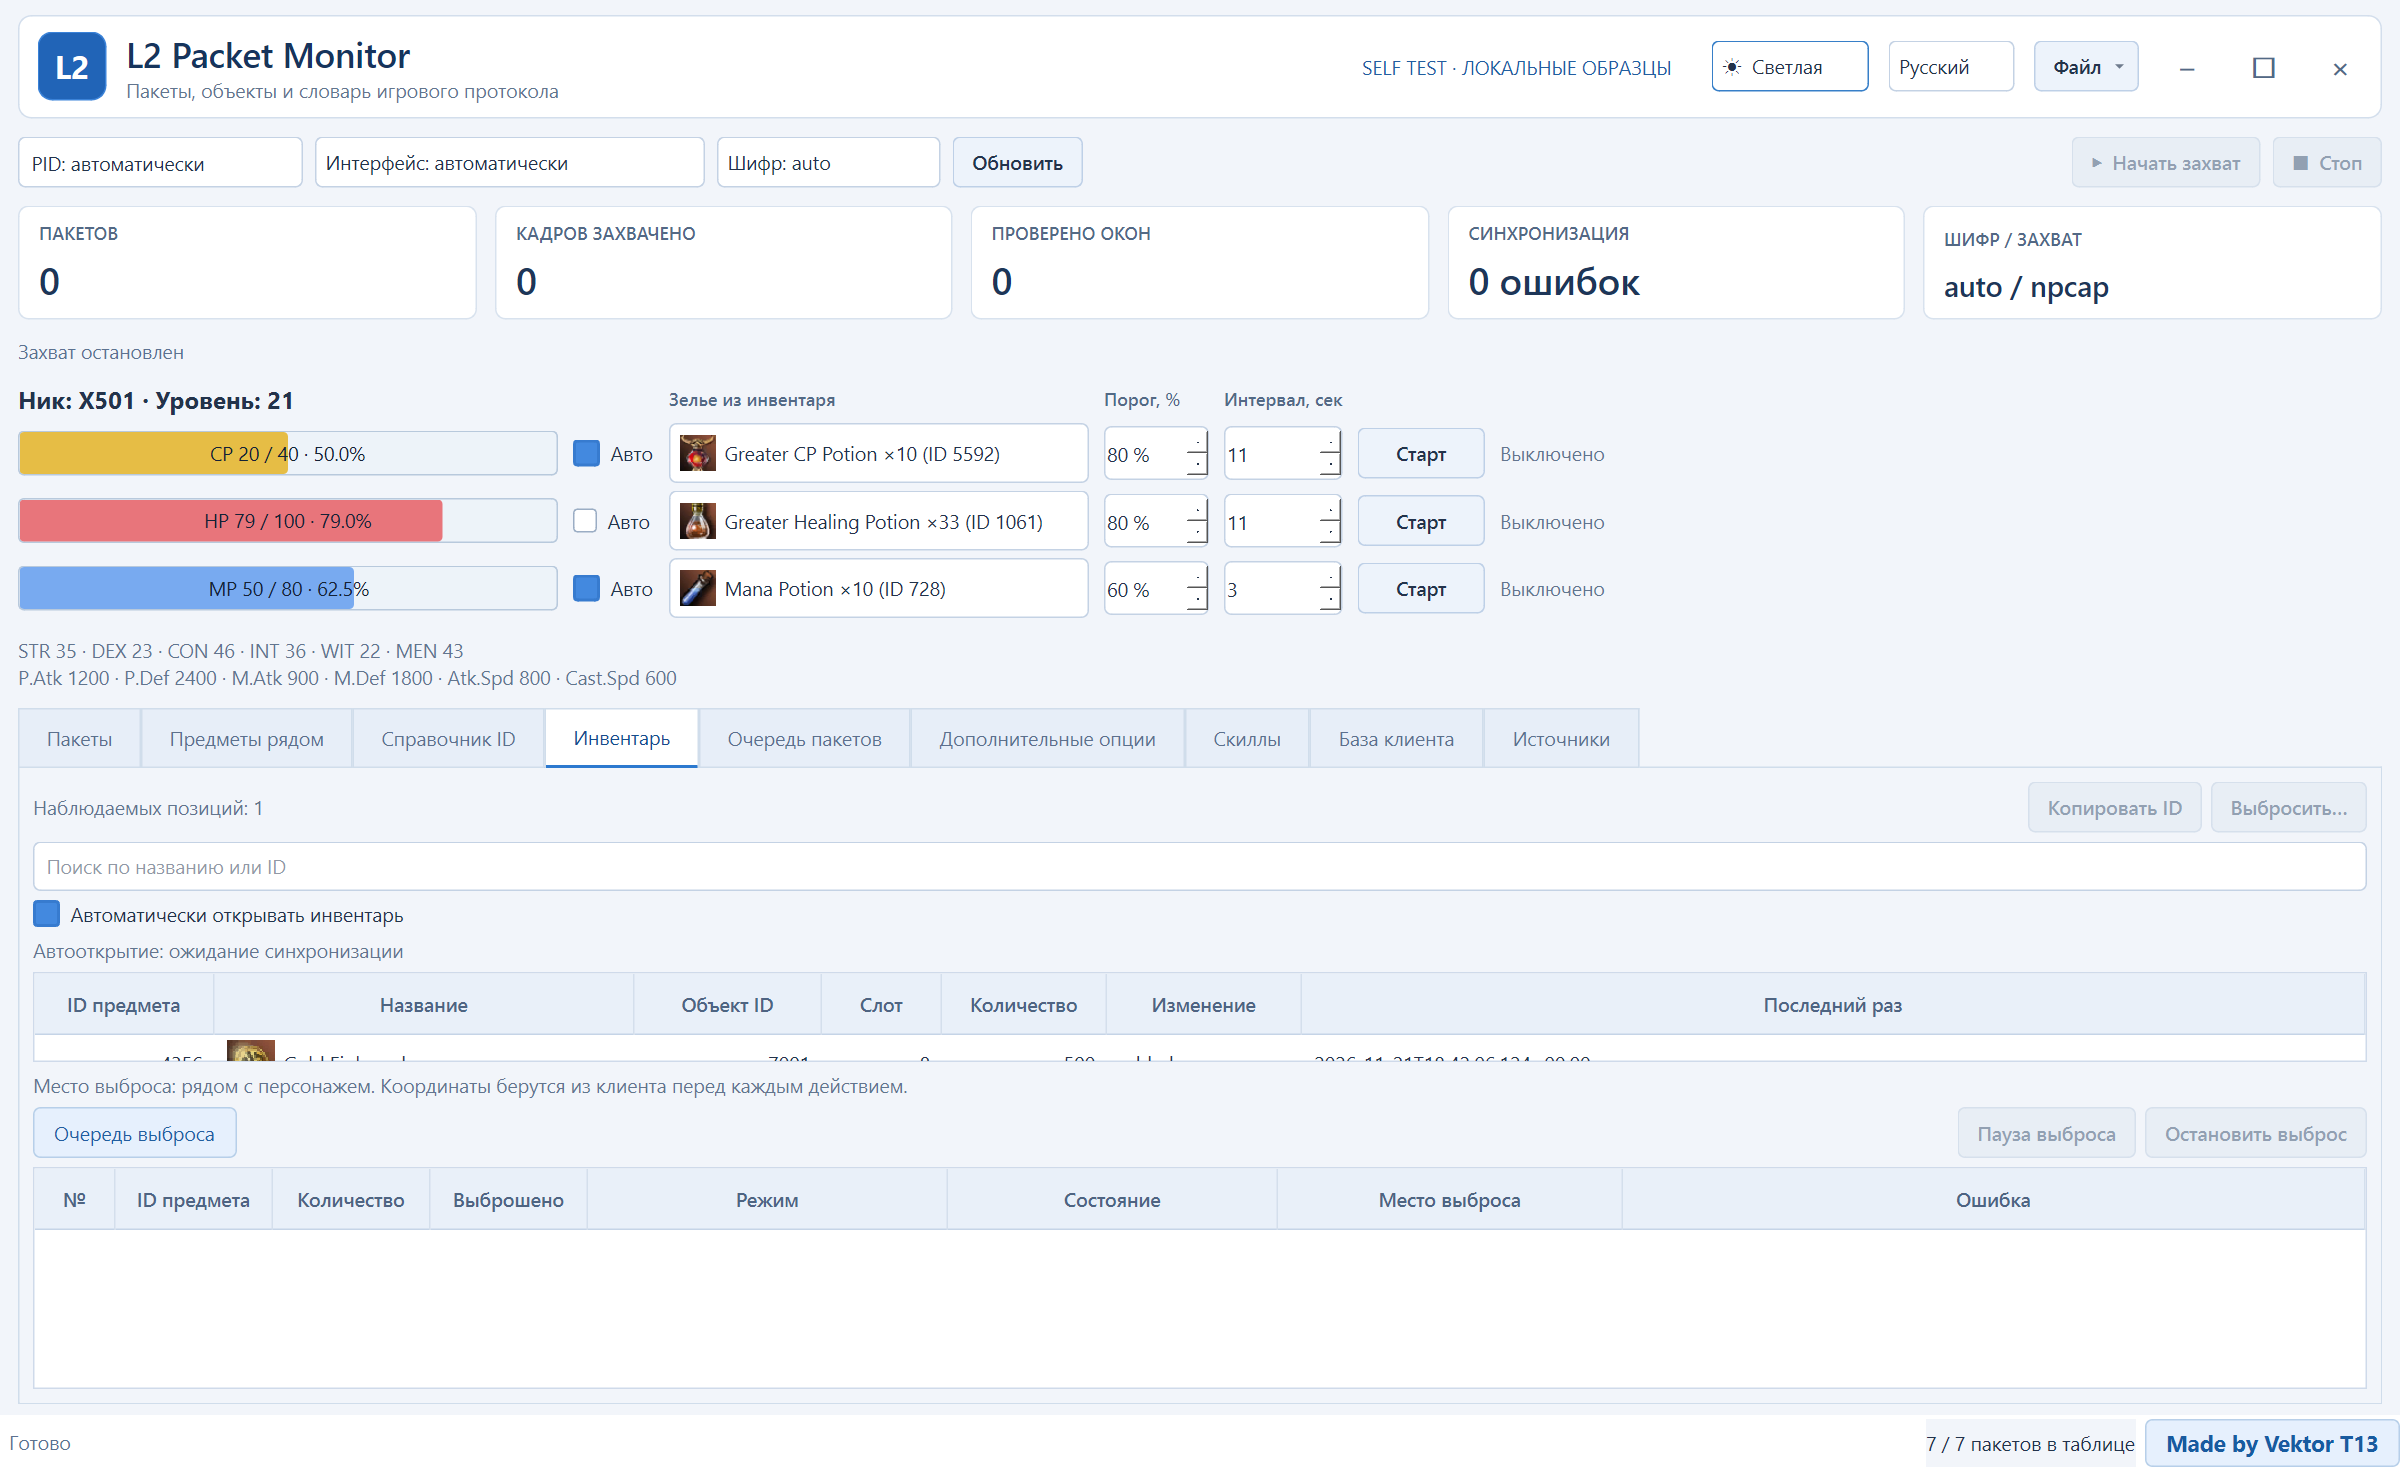 L2
L2 Packet Monitor
Пакеты, объекты и словарь игрового протокола
SELF TEST · ЛОКАЛЬНЫЕ ОБРАЗЦЫ
Светлая
Русский
Файл
PID: автоматически
Интерфейс: автоматически
Шифр: auto
Обновить
Начать захват
Стоп
ПАКЕТОВ
0
КАДРОВ ЗАХВАЧЕНО
0
ПРОВЕРЕНО ОКОН
0
СИНХРОНИЗАЦИЯ
0 ошибок
ШИФР / ЗАХВАТ
auto / npcap
Захват остановлен
Ник: X501 · Уровень: 21
Зелье из инвентаря
Порог, %
Интервал, сек
CP 20 / 40 · 50.0%
Авто
Greater CP Potion ×10 (ID 5592)
80 %
11
Старт
Выключено
HP 79 / 100 · 79.0%
Авто
Greater Healing Potion ×33 (ID 1061)
80 %
11
Старт
Выключено
MP 50 / 80 · 62.5%
Авто
Mana Potion ×10 (ID 728)
60 %
3
Старт
Выключено
STR 35 · DEX 23 · CON 46 · INT 36 · WIT 22 · MEN 43
P.Atk 1200 · P.Def 2400 · M.Atk 900 · M.Def 1800 · Atk.Spd 800 · Cast.Spd 600
Пакеты
Предметы рядом
Справочник ID
Инвентарь
Очередь пакетов
Дополнительные опции
Скиллы
База клиента
Источники
Наблюдаемых позиций: 1
Копировать ID
Выбросить...
Поиск по названию или ID
Автоматически открывать инвентарь
Автооткрытие: ожидание синхронизации
ID предмета
Название
Объект ID
Слот
Количество
Изменение
Последний раз
Место выброса: рядом с персонажем. Координаты берутся из клиента перед каждым действием.
Очередь выброса
Пауза выброса
Остановить выброс
№
ID предмета
Количество
Выброшено
Режим
Состояние
Место выброса
Ошибка
Готово
7 / 7 пакетов в таблице
Made by Vektor T13